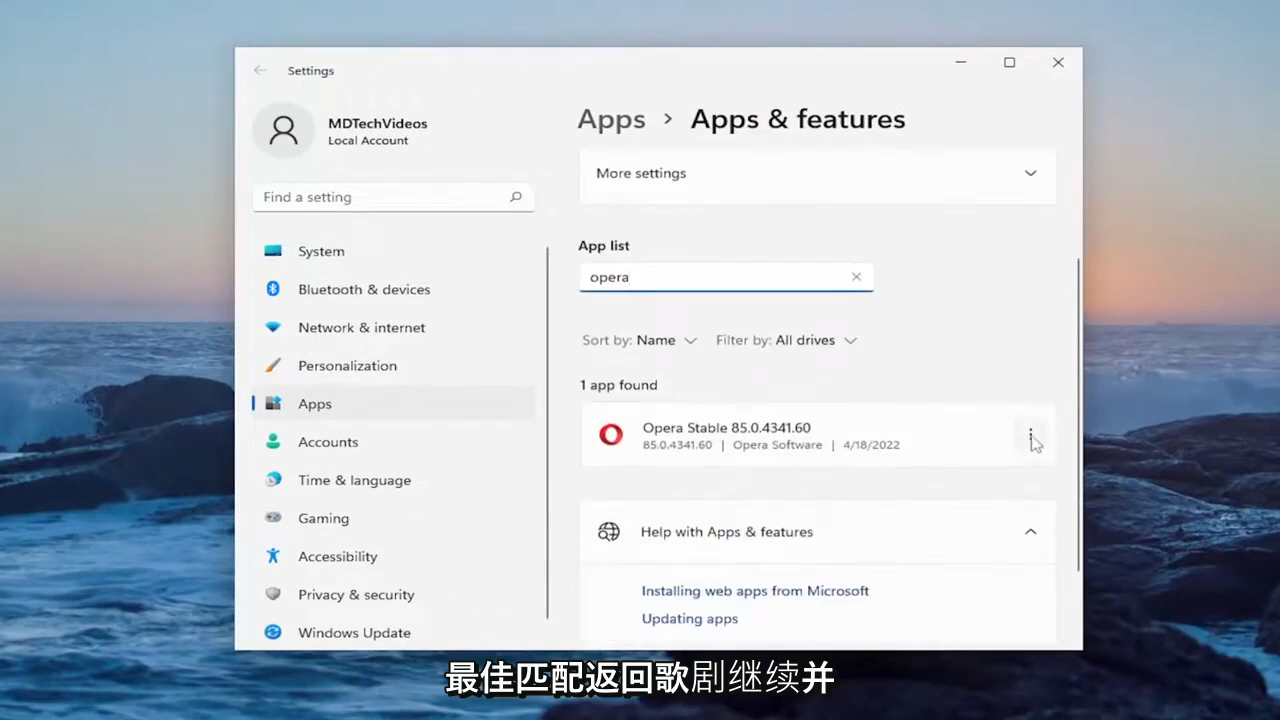 Settings
MDTechVideos
Local Account
Find a setting
System
Bluetooth & devices
Network & internet
Personalization
Apps
Accounts
Time & language
Gaming
Accessibility
Privacy & security
Windows Update
Apps > Apps & features
More settings
App list
opera
Sort by: Name Filter by: All drives
1 app found
Opera Stable 85.0.4341.60
85.0.4341.60 | Opera Software | 4/18/2022
Help with Apps & features
Installing web apps from Microsoft
Updating apps
最佳匹配返回歌剧继续并